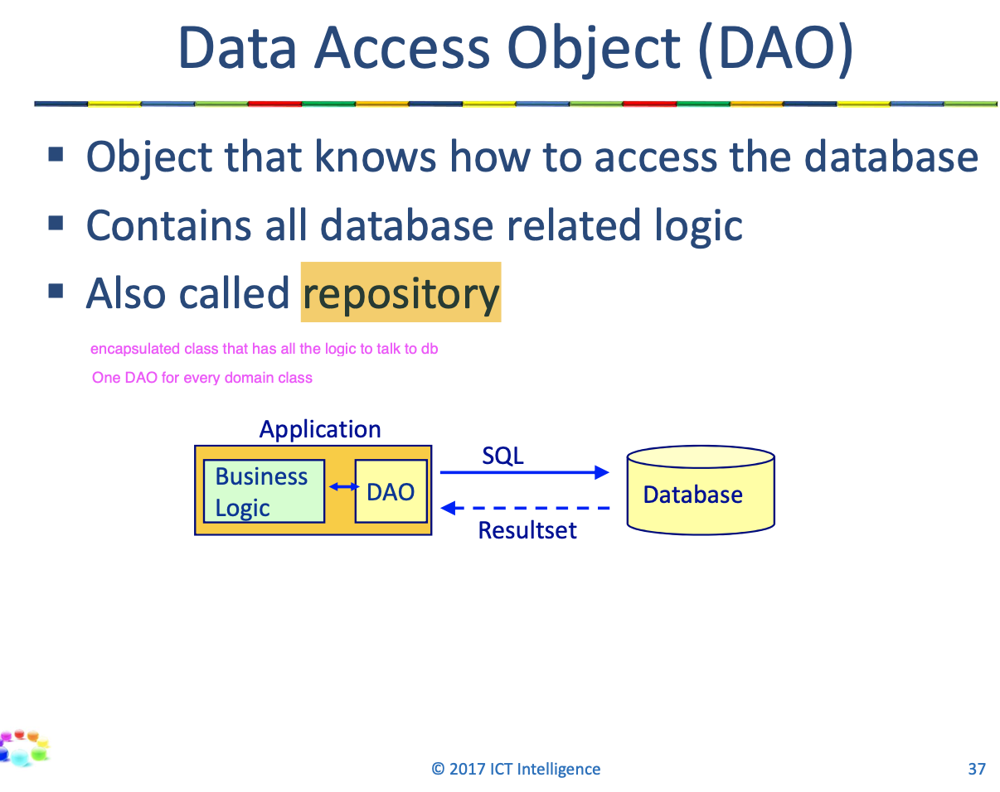 Data Access Object (DAO)
Object that knows how to access the database
Contains all database related logic
Also called repository
encapsulated class that has all the logic to talk to db
One DAO for every domain class
Application
Business
Logic
DAO
SQL
Resultset
Database
© 2017 ICT Intelligence
37